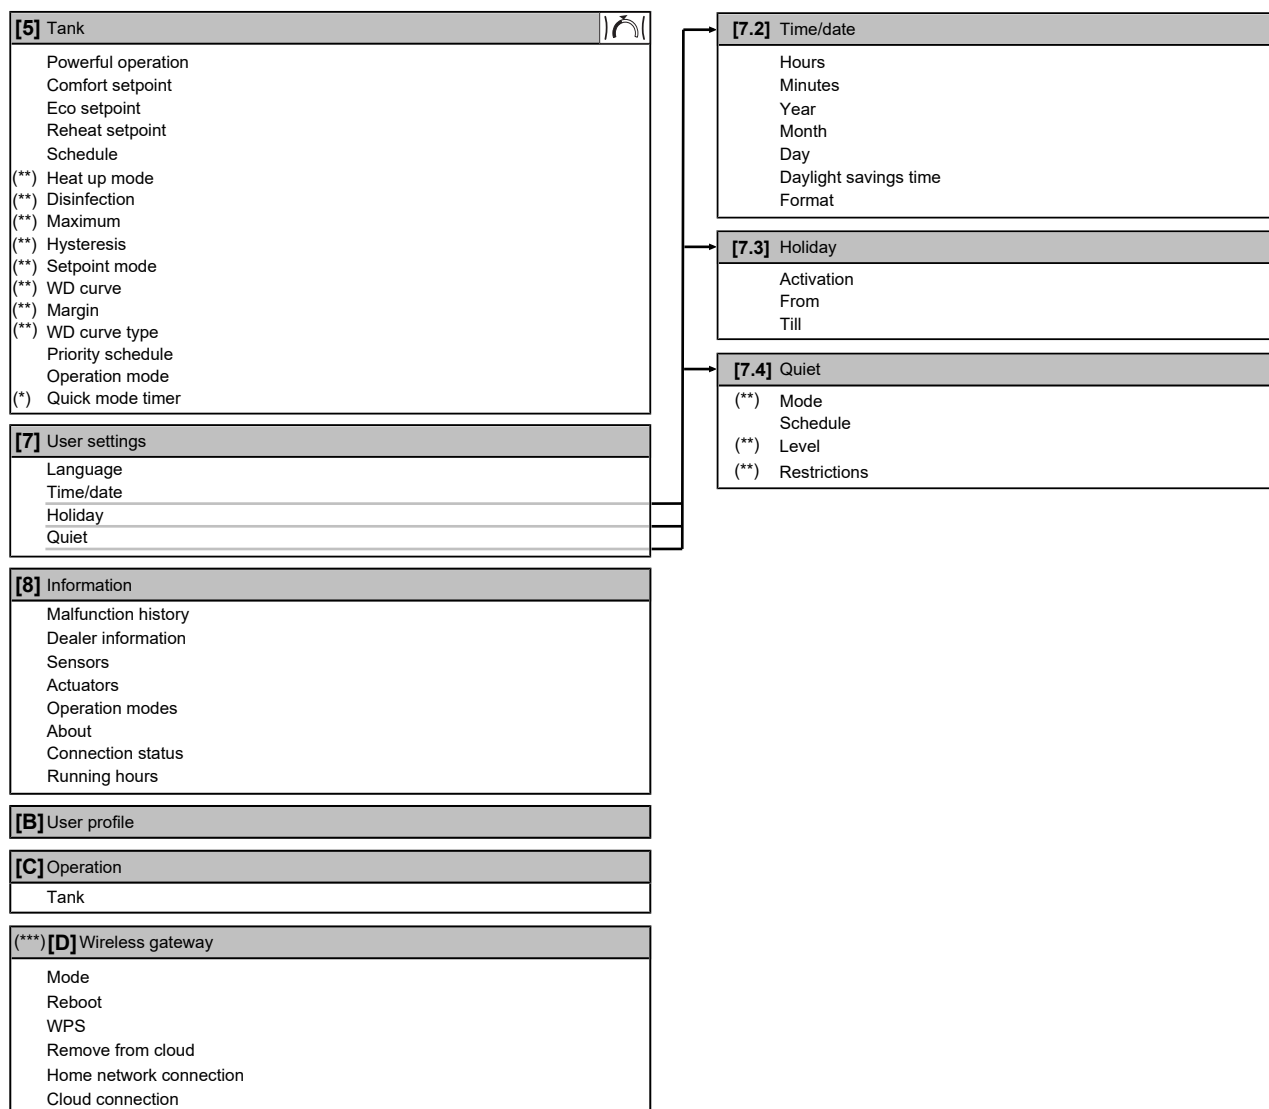 [5] Tank
Powerful operation
Comfort setpoint
Eco setpoint
Reheat setpoint
Schedule
(**) Heat up mode
(**) Disinfection
(**) Maximum
(**) Hysteresis
(**) Setpoint mode
(**) WD curve
(**) Margin
(**) WD curve type
Priority schedule
Operation mode
(*) Quick mode timer
[7] User settings
Language
Time/date
Holiday
Quiet
[8] Information
Malfunction history
Dealer information
Sensors
Actuators
Operation modes
About
Connection status
Running hours
[B] User profile
[C] Operation
Tank
(***) [D] Wireless gateway
Mode
Reboot
WPS
Remove from cloud
Home network connection
Cloud connection
[7.2] Time/date
Hours
Minutes
Year
Month
Day
Daylight savings time
Format
[7.3] Holiday
Activation
From
Till
[7.4] Quiet
(**) Mode
Schedule
(**) Level
(**) Restrictions